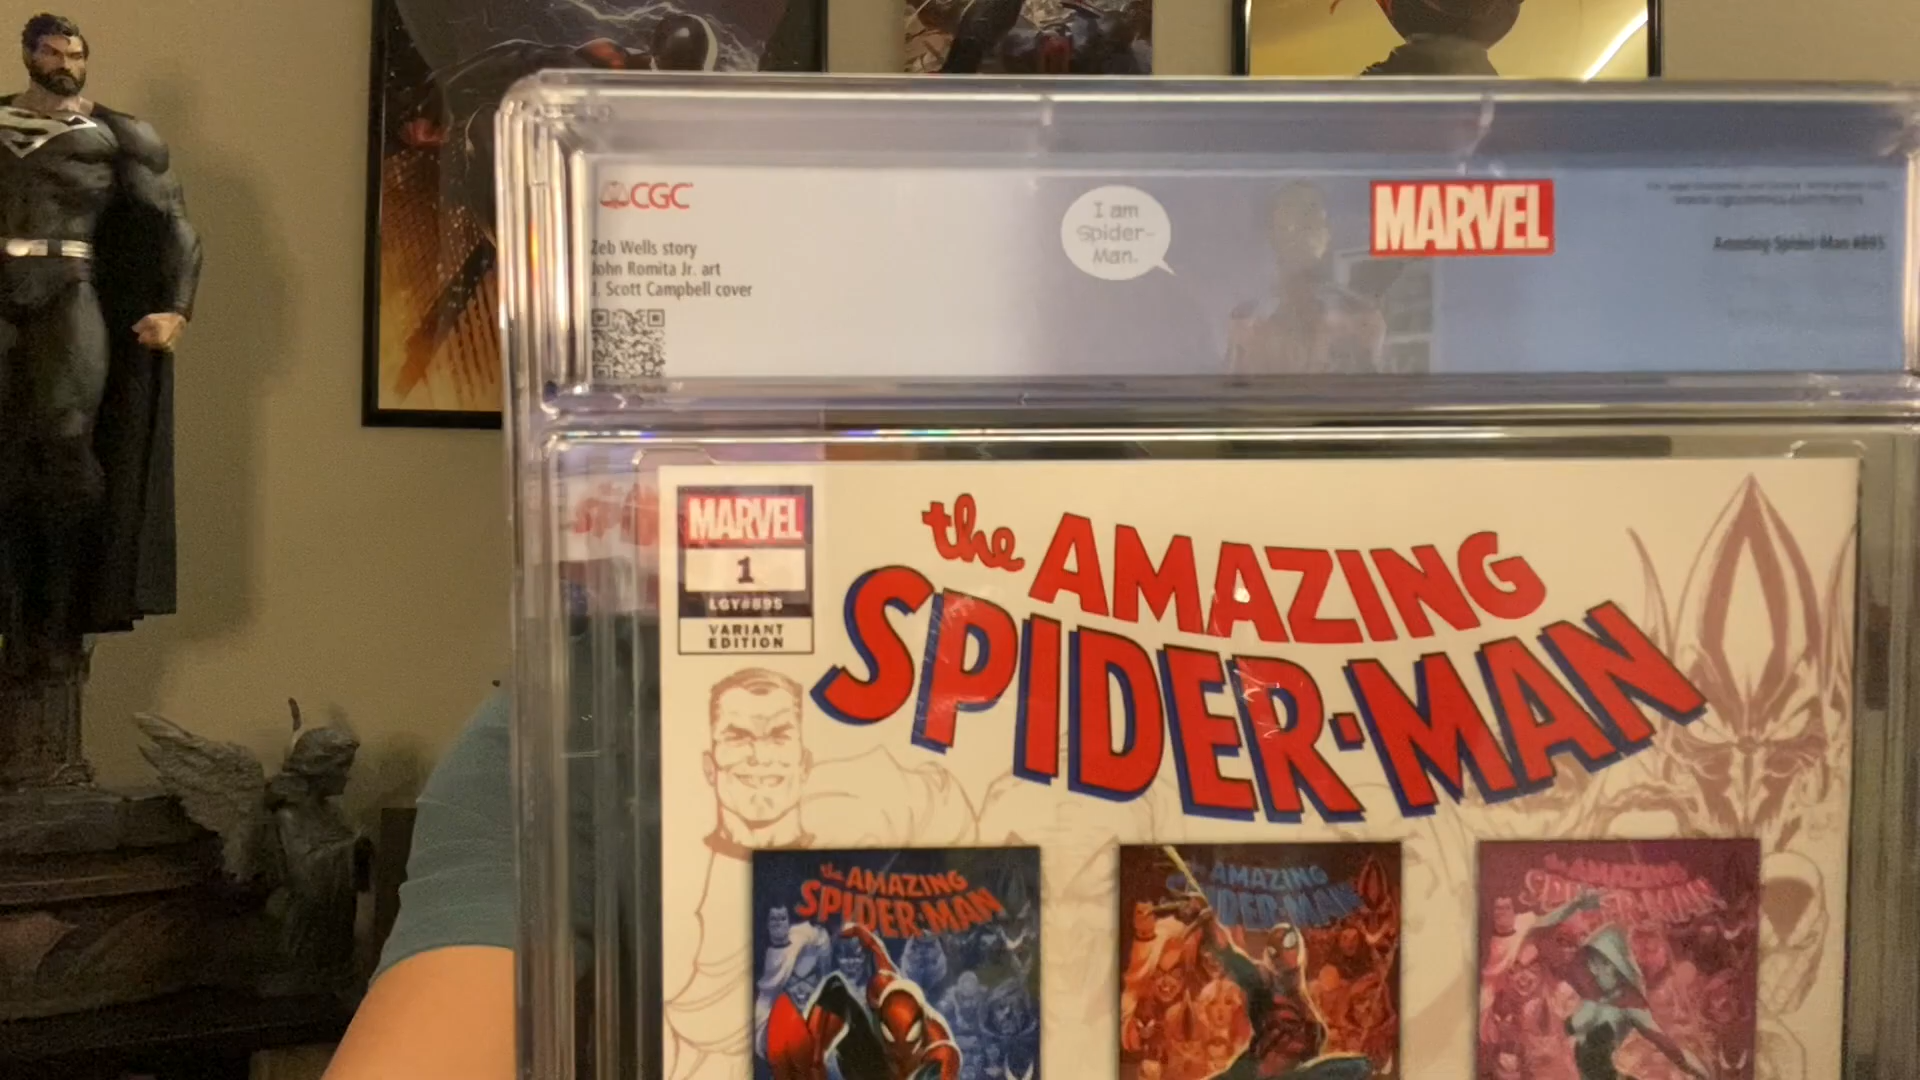 CGC
Zeb Wells story
John Romita Jr. art
J. Scott Campbell cover
I am
Spider-
Man.
MARVEL
Amazing Spider-Man #895
MARVEL
1
LGY#895
VARIANT
EDITION
the AMAZING
SPIDER-MAN
the AMAZING
SPIDER-MAN
the AMAZING
SPIDER-MAN
the AMAZING
SPIDER-MAN